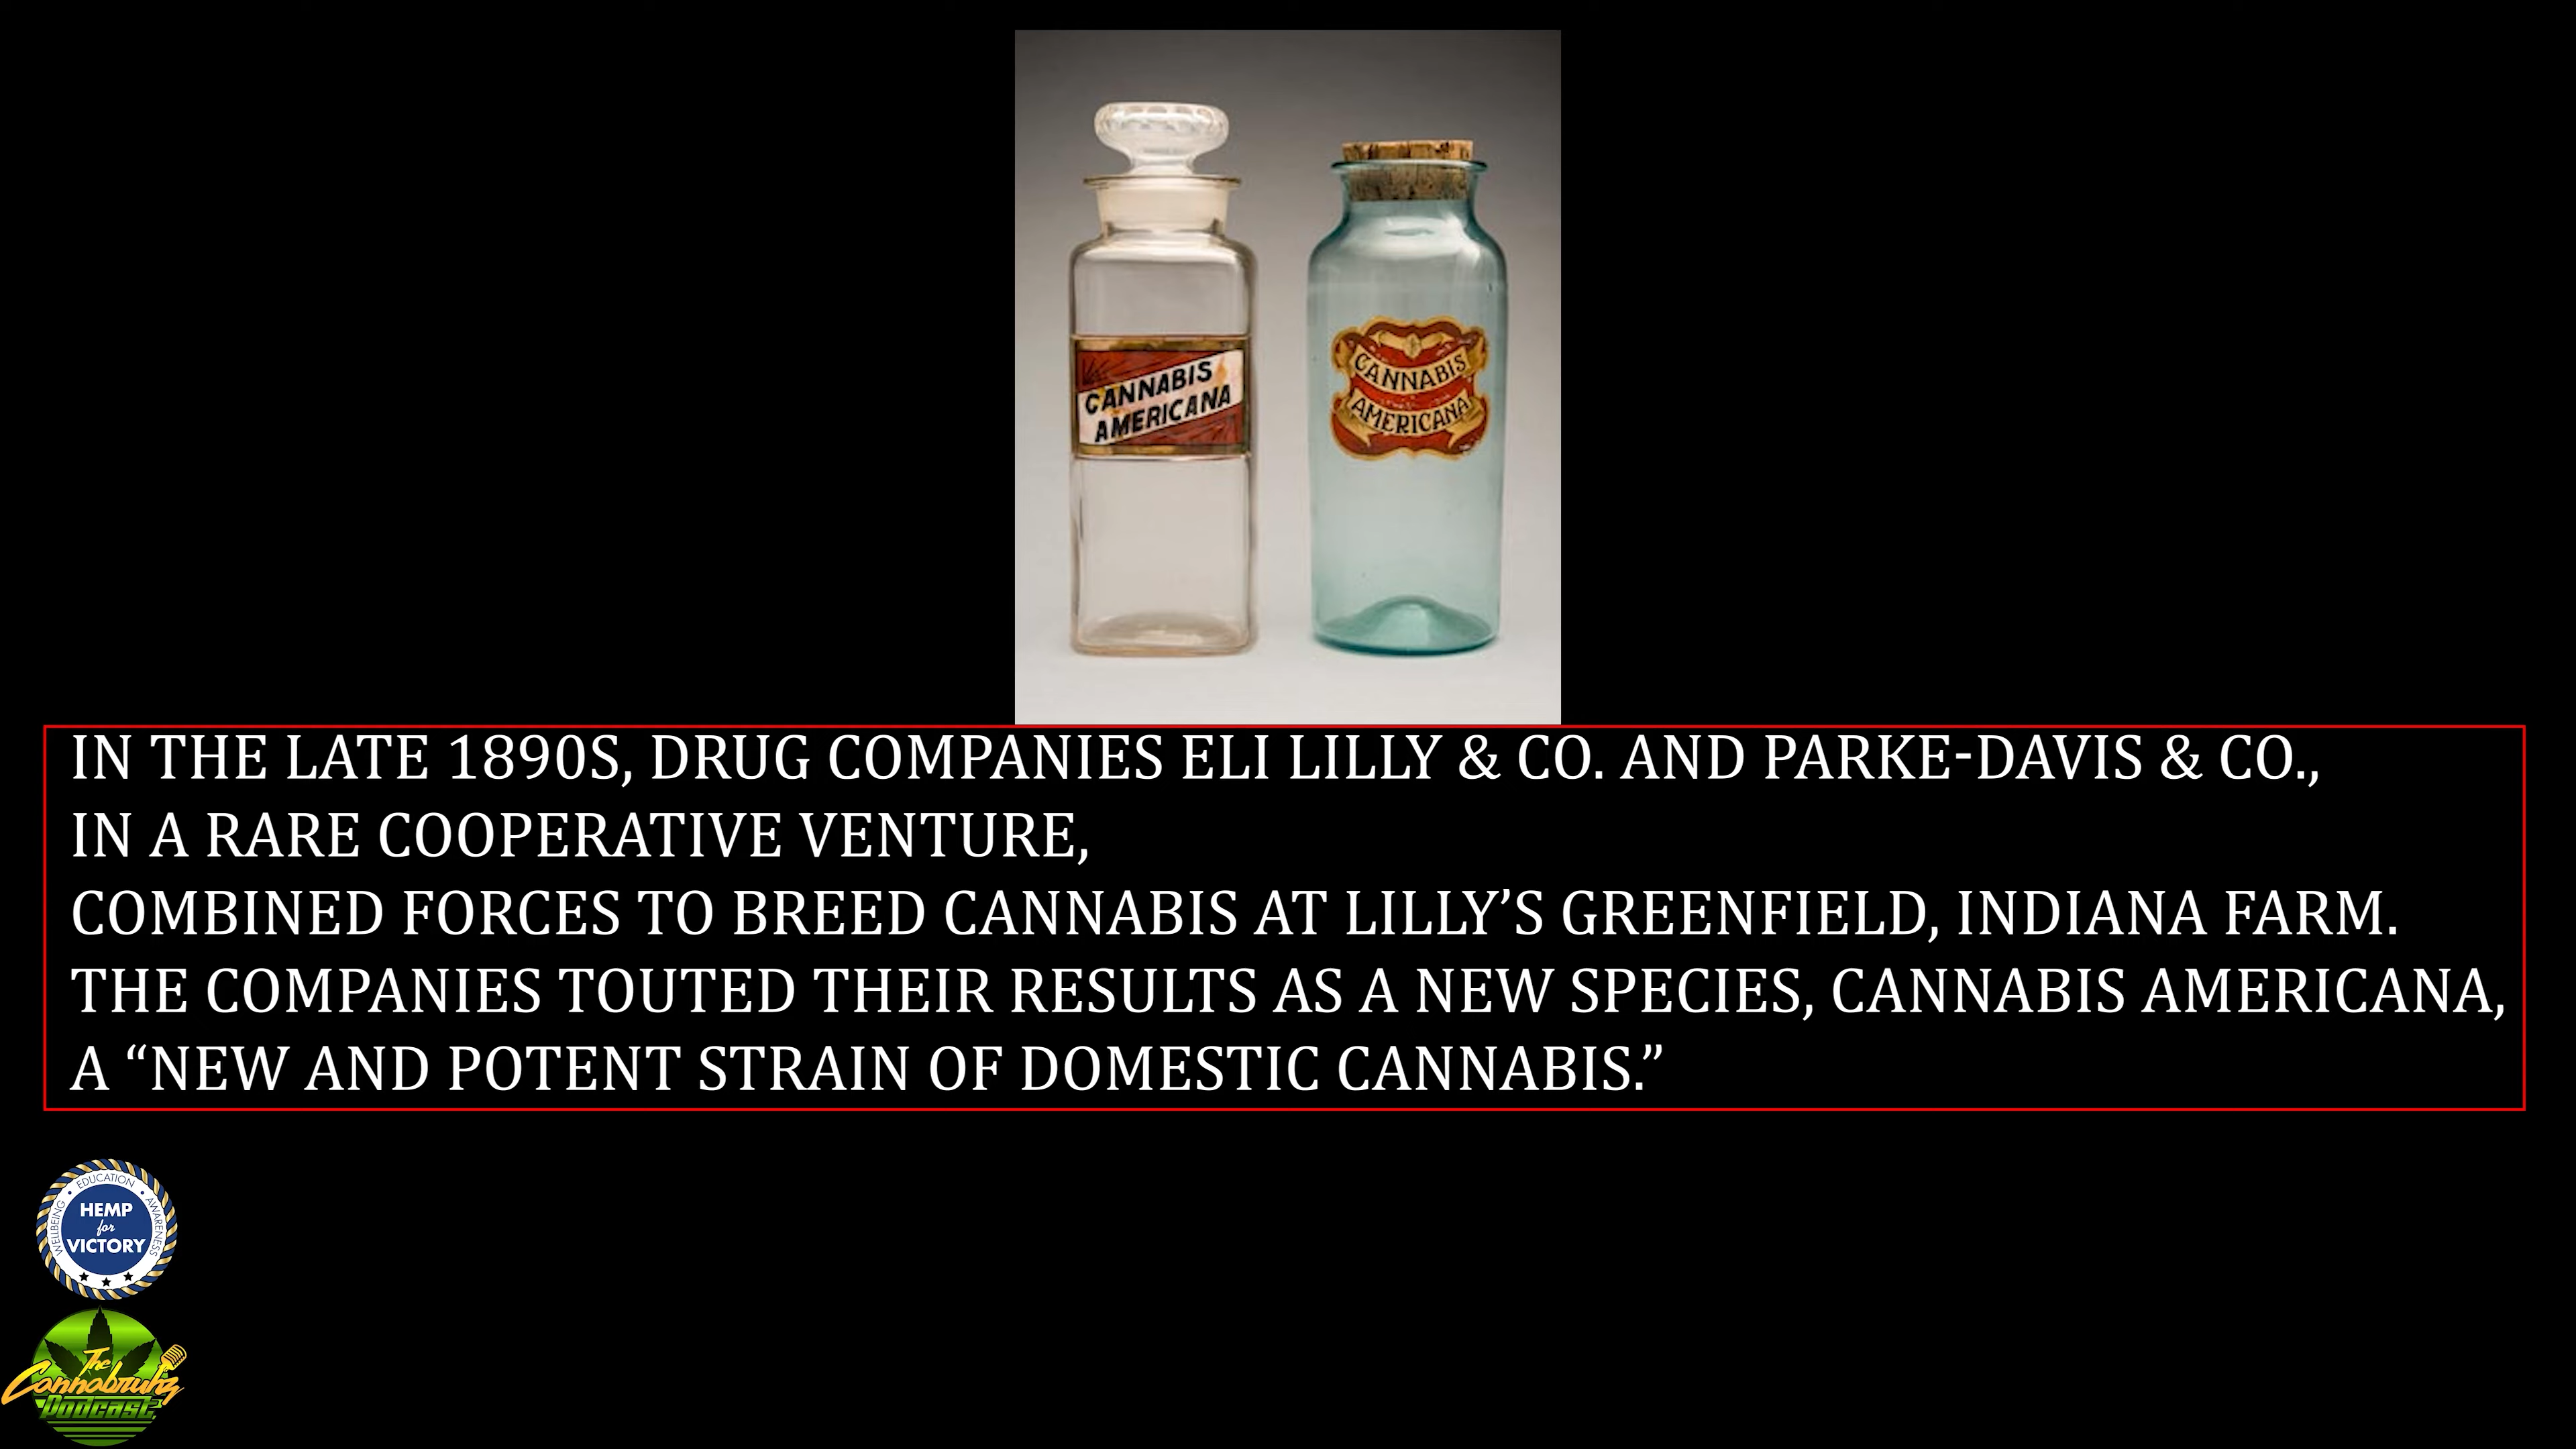 CANNABIS
AMERICANA
CANNABIS
AMERICANA
IN THE LATE 1890S, DRUG COMPANIES ELI LILLY & CO. AND PARKE-DAVIS & CO.,
IN A RARE COOPERATIVE VENTURE,
COMBINED FORCES TO BREED CANNABIS AT LILLY’S GREENFIELD, INDIANA FARM.
THE COMPANIES TOUTED THEIR RESULTS AS A NEW SPECIES, CANNABIS AMERICANA,
A “NEW AND POTENT STRAIN OF DOMESTIC CANNABIS.”
WELLBEING • EDUCATION • AWARENESS
HEMP
for
VICTORY
The
Cannabruhz
Podcast